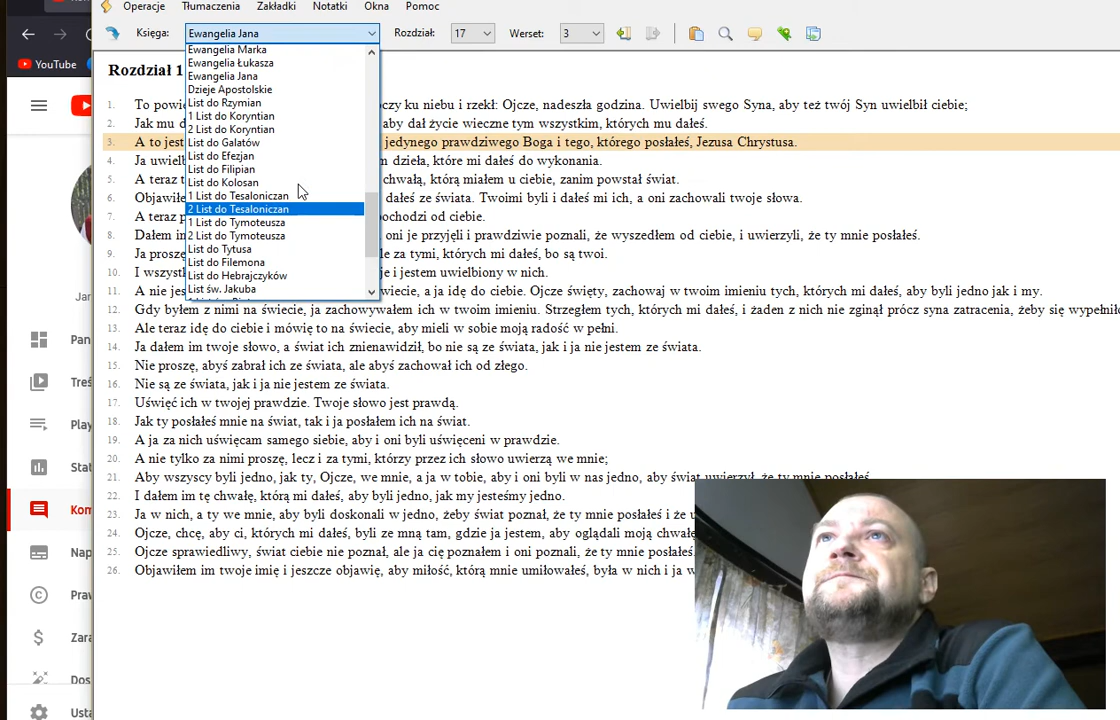 Operacje Tłumaczenia Zakładki Notatki Okna Pomoc
Księga: Ewangelia Jana Rozdział: 17 Werset: 3
YouTube
Rozdział 1
Ewangelia Marka
Ewangelia Łukasza
Ewangelia Jana
Dzieje Apostolskie
List do Rzymian
1 List do Koryntian
2 List do Koryntian
List do Galatów
List do Efezjan
List do Filipian
List do Kolosan
1 List do Tesaloniczan
2 List do Tesaloniczan
1 List do Tymoteusza
2 List do Tymoteusza
List do Tytusa
List do Filemona
List do Hebrajczyków
List św. Jakuba
1. To powie oczy ku niebu i rzekł: Ojcze, nadeszła godzina. Uwielbij swego Syna, aby też twój Syn uwielbił ciebie;
2. Jak mu d aby dał życie wieczne tym wszystkim, których mu dałeś.
3. A to jest jedynego prawdziwego Boga i tego, którego posłałeś, Jezusa Chrystusa.
4. Ja uwielb m dzieła, które mi dałeś do wykonania.
5. A teraz t chwałą, którą miałem u ciebie, zanim powstał świat.
6. Objawiłe dałeś ze świata. Twoimi byli i dałeś mi ich, a oni zachowali twoje słowa.
7. A teraz p pochodzi od ciebie.
8. Dałem im oni je przyjęli i prawdziwie poznali, że wyszedłem od ciebie, i uwierzyli, że ty mnie posłałeś.
9. Ja proszę le za tymi, których mi dałeś, bo są twoi.
10. I wszystk je i jestem uwielbiony w nich.
11. A nie jes wiecie, a ja idę do ciebie. Ojcze święty, zachowaj w twoim imieniu tych, których mi dałeś, aby byli jedno jak i my.
12. Gdy byłem z nimi na świecie, ja zachowywałem ich w twoim imieniu. Strzegłem tych, których mi dałeś, i żaden z nich nie zginął prócz syna zatracenia, żeby się wypełniło
13. Ale teraz idę do ciebie i mówię to na świecie, aby mieli w sobie moją radość w pełni.
14. Ja dałem im twoje słowo, a świat ich znienawidził, bo nie są ze świata, jak i ja nie jestem ze świata.
15. Nie proszę, abyś zabrał ich ze świata, ale abyś zachował ich od złego.
16. Nie są ze świata, jak i ja nie jestem ze świata.
17. Uświęć ich w twojej prawdzie. Twoje słowo jest prawdą.
18. Jak ty posłałeś mnie na świat, tak i ja posłałem ich na świat.
19. A ja za nich uświęcam samego siebie, aby i oni byli uświęceni w prawdzie.
20. A nie tylko za nimi proszę, lecz i za tymi, którzy przez ich słowo uwierzą we mnie;
21. Aby wszyscy byli jedno, jak ty, Ojcze, we mnie, a ja w tobie, aby i oni byli w nas jedno, aby świat uwierzył, że ty mnie posłałeś.
22. I dałem im tę chwałę, którą mi dałeś, aby byli jedno, jak my jesteśmy jedno.
23. Ja w nich, a ty we mnie, aby byli doskonali w jedno, żeby świat poznał, że ty mnie posłałeś i że u
24. Ojcze, chcę, aby ci, których mi dałeś, byli ze mną tam, gdzie ja jestem, aby oglądali moją chwałę
25. Ojcze sprawiedliwy, świat ciebie nie poznał, ale ja cię poznałem i oni poznali, że ty mnie posłałeś.
26. Objawiłem im twoje imię i jeszcze objawię, aby miłość, którą mnie umiłowałeś, była w nich i ja w
Jar
Pan
Treś
Play
Stat
Kom
Nap
Praw
Zara
Dos
Usta